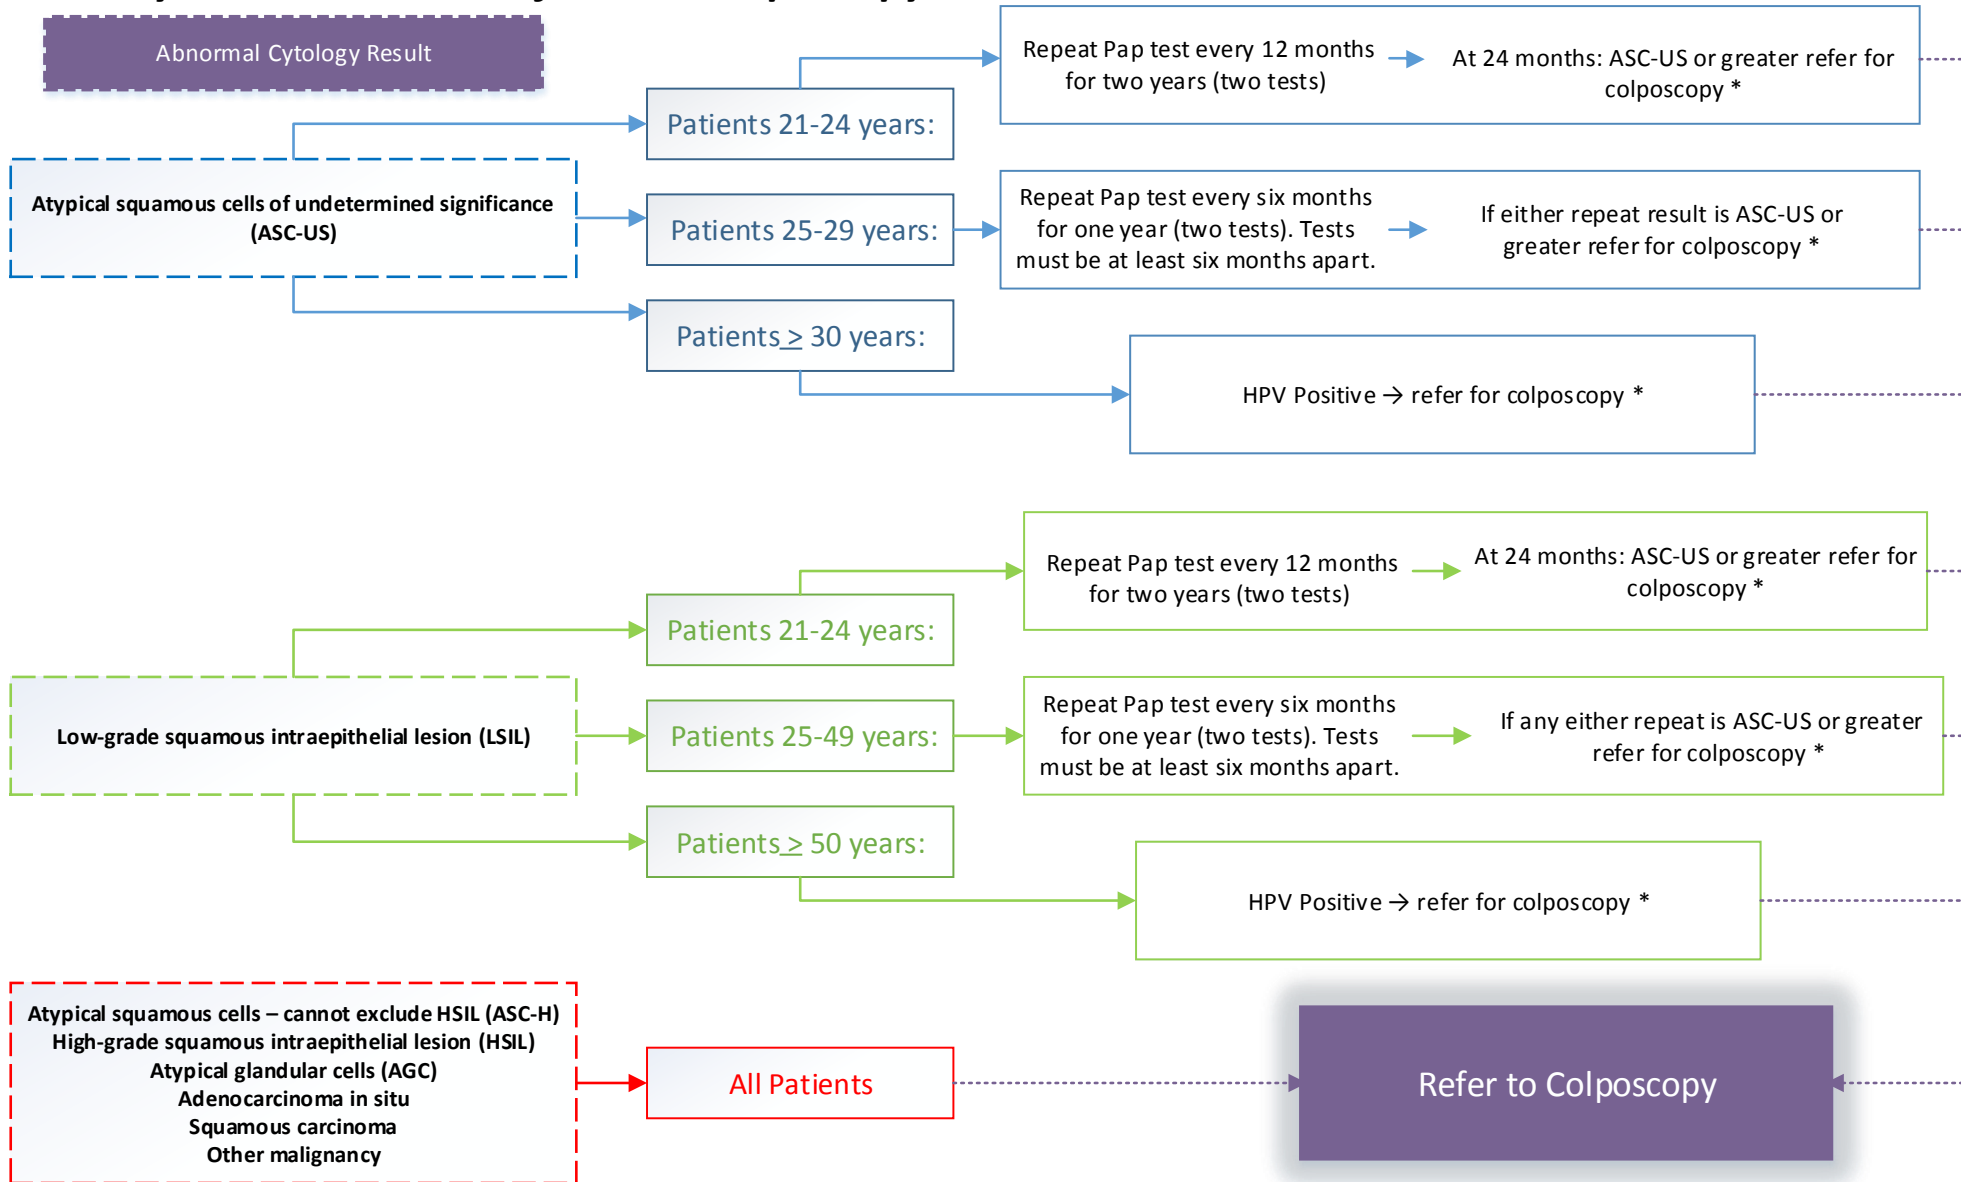 Abnormal Cytology Result
Repeat Pap test every 12 months
for two years (two tests)
At 24 months: ASC-US or greater refer for
colposcopy *
Patients 21-24 years:
Atypical squamous cells of undetermined significance
(ASC-US)
Patients 25-29 years:
Repeat Pap test every six months
for one year (two tests). Tests
must be at least six months apart.
If either repeat result is ASC-US or
greater refer for colposcopy *
Patients ≥ 30 years:
HPV Positive → refer for colposcopy *
Repeat Pap test every 12 months
for two years (two tests)
At 24 months: ASC-US or greater refer for
colposcopy *
Patients 21-24 years:
Low-grade squamous intraepithelial lesion (LSIL)
Patients 25-49 years:
Repeat Pap test every six months
for one year (two tests). Tests
must be at least six months apart.
If any either repeat is ASC-US or greater
refer for colposcopy *
Patients ≥ 50 years:
HPV Positive → refer for colposcopy *
Atypical squamous cells – cannot exclude HSIL (ASC-H)
High-grade squamous intraepithelial lesion (HSIL)
Atypical glandular cells (AGC)
Adenocarcinoma in situ
Squamous carcinoma
Other malignancy
All Patients
Refer to Colposcopy